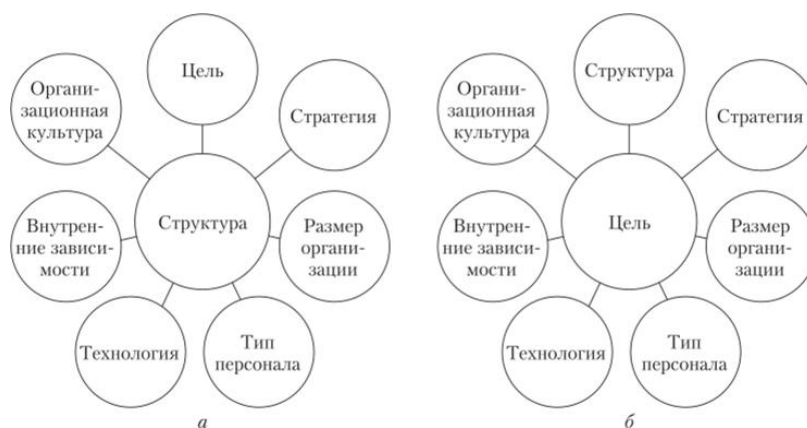 Цель
Органи-
зационная
культура
Стратегия
Структура
Внутрен-
ние зависи-
мости
Размер
органи-
зации
Технология
Тип
персонала
а
Структура
Органи-
зационная
культура
Стратегия
Цель
Внутрен-
ние зависи-
мости
Размер
органи-
зации
Технология
Тип
персонала
б